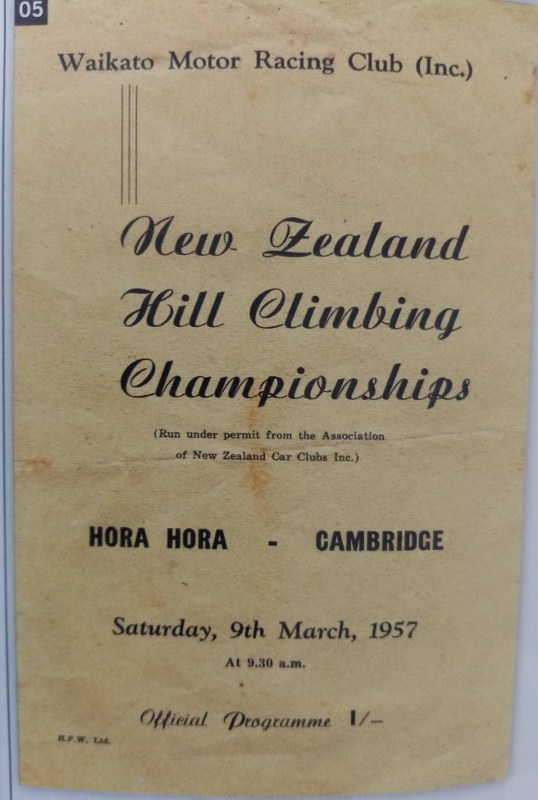 05
Waikato Motor Racing Club (Inc.)
New Zealand
Hill Climbing
Championships
(Run under permit from the Association
of New Zealand Car Clubs Inc.)
HORA HORA - CAMBRIDGE
Saturday, 9th March, 1957
At 9.30 a.m.
Official Programme 1/-
H.P.W. Ltd.